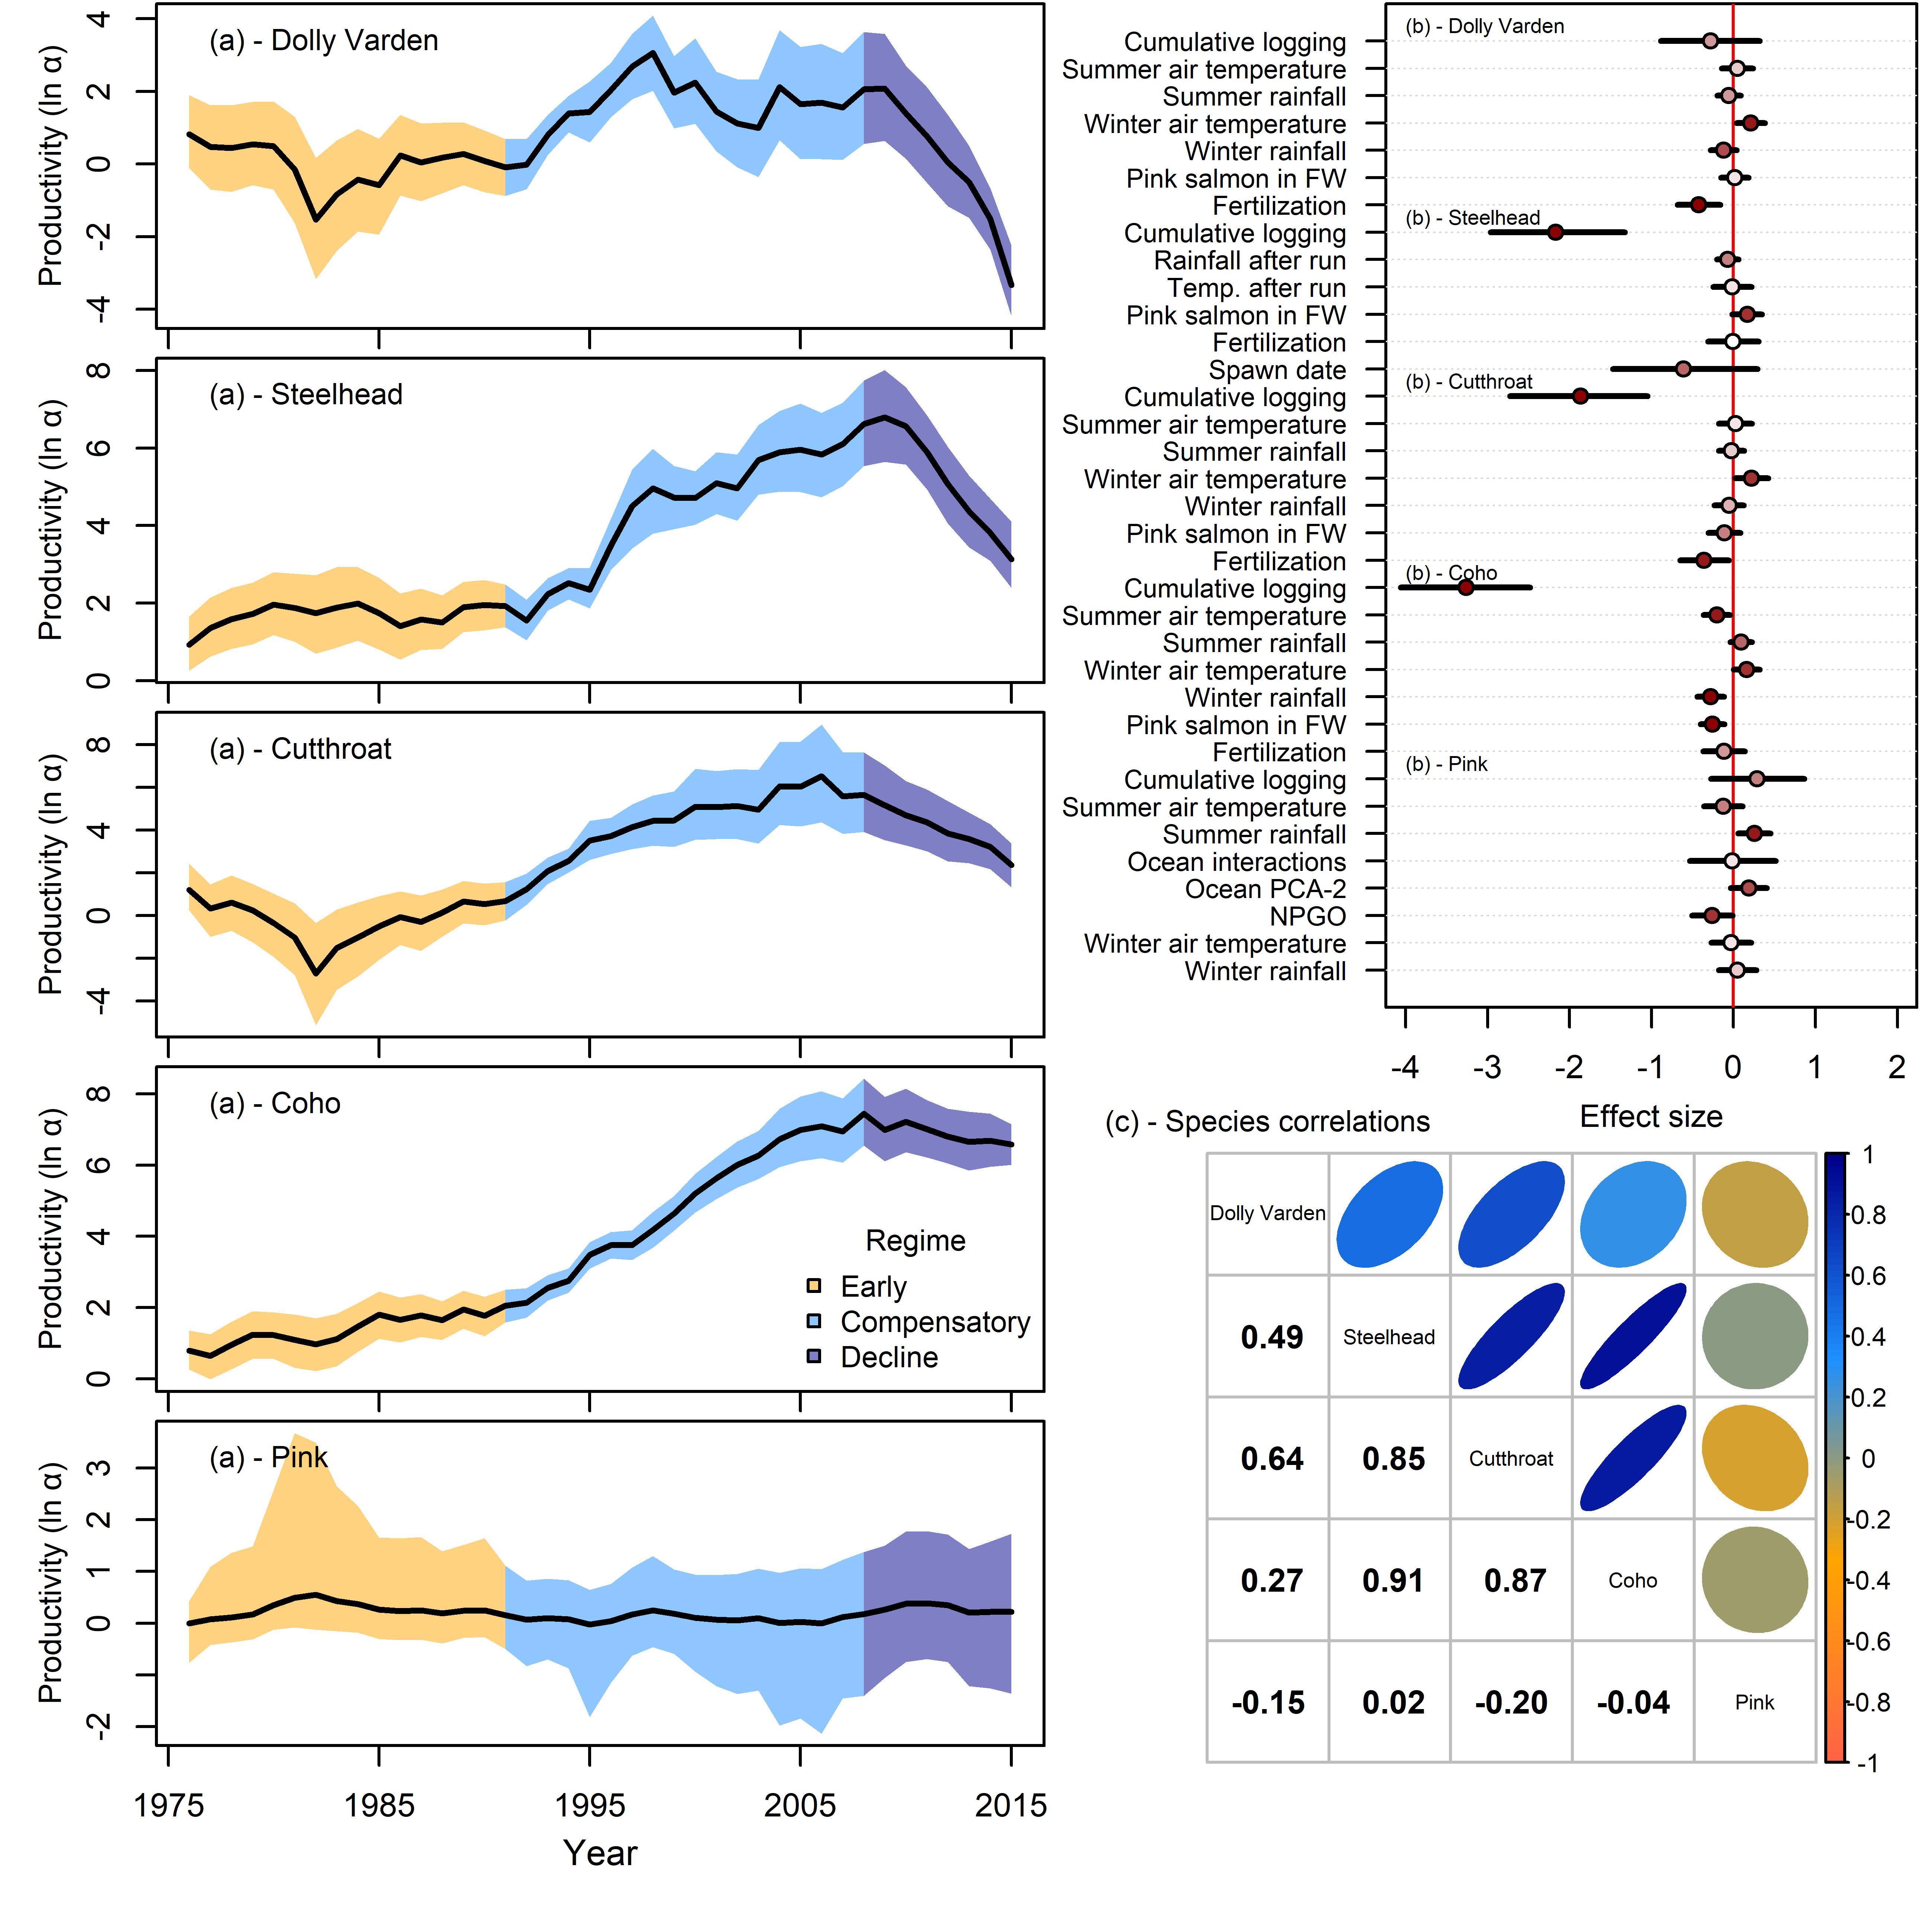 (a) - Dolly Varden
Productivity (ln α)
4
2
0
-2
-4
(a) - Steelhead
Productivity (ln α)
8
6
4
2
0
(a) - Cutthroat
Productivity (ln α)
8
4
0
-4
(a) - Coho
Productivity (ln α)
8
6
4
2
0
Regime
Early
Compensatory
Decline
(a) - Pink
Productivity (ln α)
3
2
1
0
-2
1975 1985 1995 2005 2015
Year
(b) - Dolly Varden
Cumulative logging
Summer air temperature
Summer rainfall
Winter air temperature
Winter rainfall
Pink salmon in FW
Fertilization
(b) - Steelhead
Cumulative logging
Rainfall after run
Temp. after run
Pink salmon in FW
Fertilization
Spawn date
(b) - Cutthroat
Cumulative logging
Summer air temperature
Summer rainfall
Winter air temperature
Winter rainfall
Pink salmon in FW
Fertilization
(b) - Coho
Cumulative logging
Summer air temperature
Summer rainfall
Winter air temperature
Winter rainfall
Pink salmon in FW
Fertilization
(b) - Pink
Cumulative logging
Summer air temperature
Summer rainfall
Ocean interactions
Ocean PCA-2
NPGO
Winter air temperature
Winter rainfall
-4 -3 -2 -1 0 1 2
Effect size
(c) - Species correlations
Dolly Varden
0.49 Steelhead
0.64 0.85 Cutthroat
0.27 0.91 0.87 Coho
-0.15 0.02 -0.20 -0.04 Pink
1
0.8
0.6
0.4
0.2
0
-0.2
-0.4
-0.6
-0.8
-1